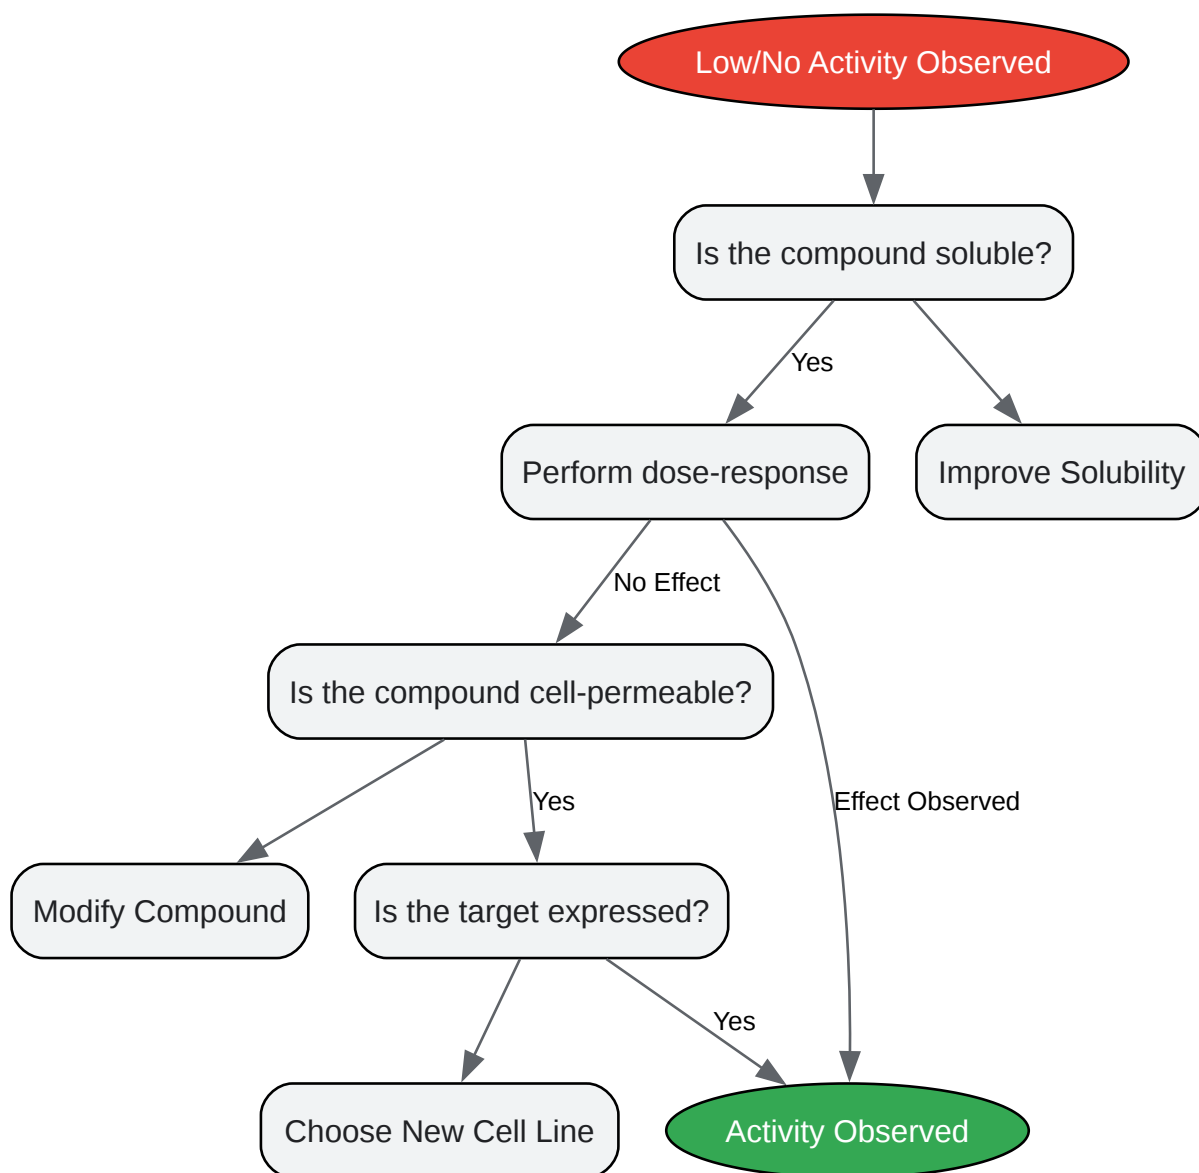 Low/No Activity Observed
Is the compound soluble?
Yes
Perform dose-response
Improve Solubility
No Effect
Is the compound cell-permeable?
Yes
Effect Observed
Modify Compound
Is the target expressed?
Yes
Choose New Cell Line
Activity Observed